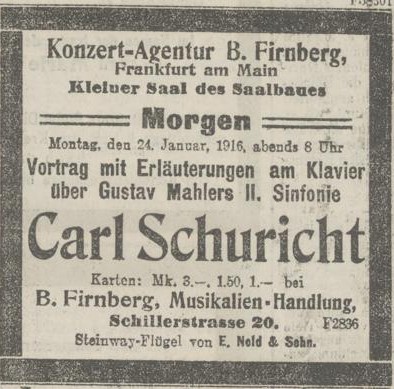 Konzert-Agentur B. Firnberg,
Frankfurt am Main
Kleiner Saal des Saalbaues
Morgen
Montag, den 24. Januar, 1916, abends 8 Uhr
Vortrag mit Erläuterungen am Klavier
über Gustav Mahlers II. Sinfonie
Carl Schuricht
Karten: Mk. 3.–. 1.50, 1.– bei
B. Firnberg, Musikalien-Handlung,
Schillerstrasse 20. F2836
Steinway-Flügel von E. Nold & Sohn.